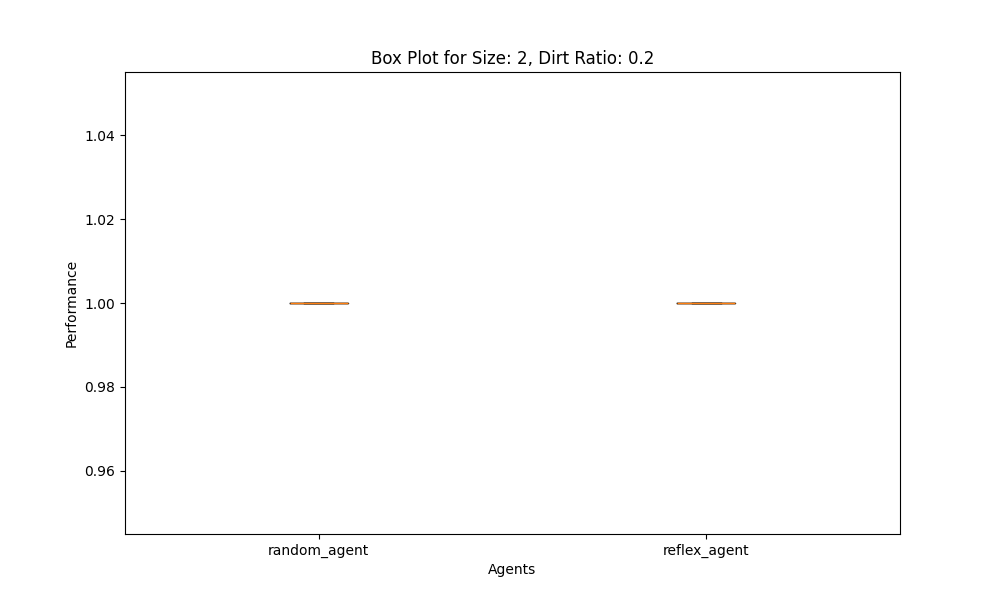 Box Plot for Size: 2, Dirt Ratio: 0.2
1.04
1.02
1.00
0.98
0.96
Performance
random_agent
reflex_agent
Agents